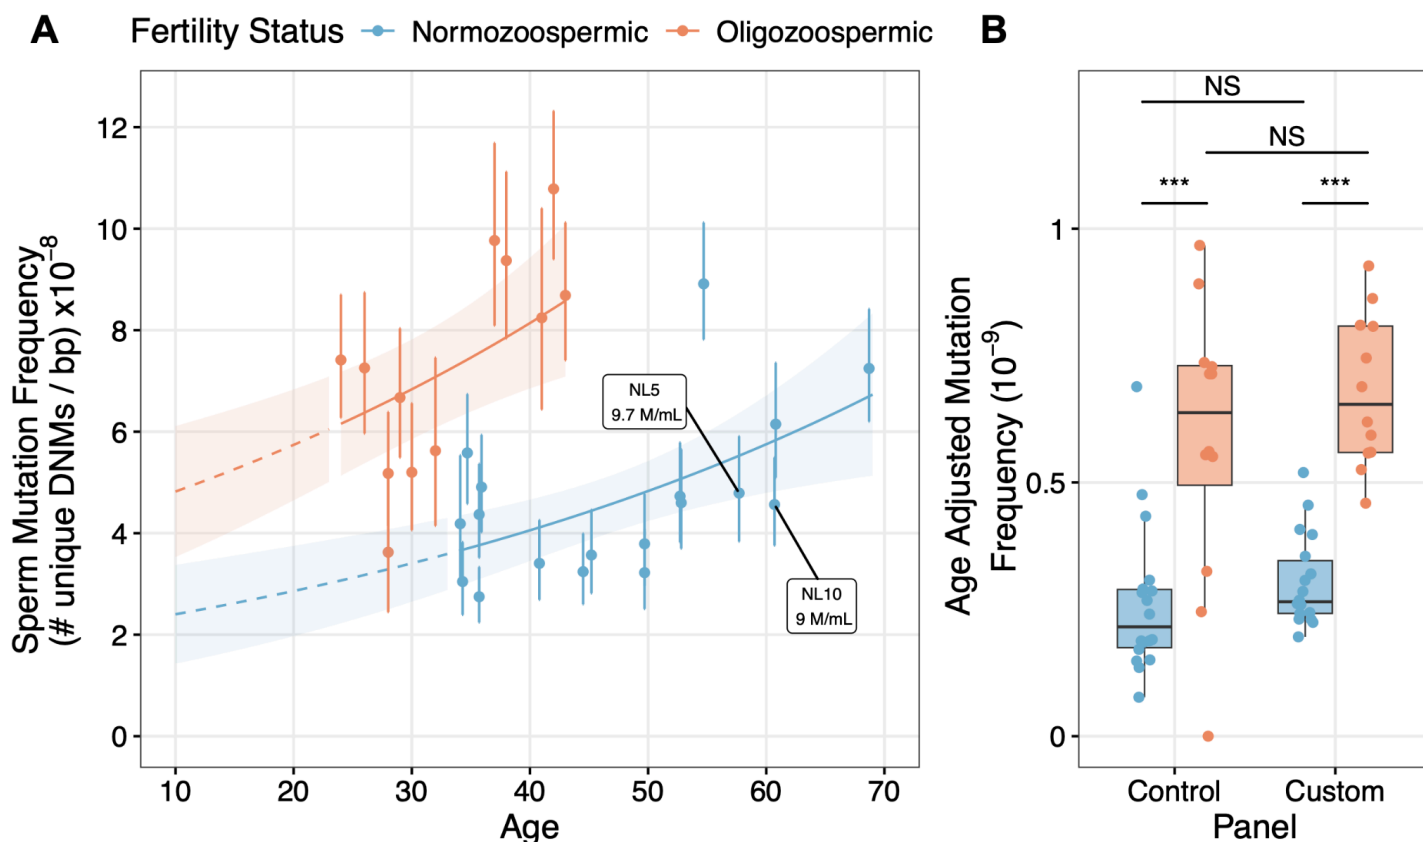 A
Fertility Status Normozoospermic Oligozoospermic
Sperm Mutation Frequency
(# unique DNMs / bp) x10⁻⁸
12
10
8
6
4
2
0
NL5
9.7 M/mL
NL10
9 M/mL
10 20 30 40 50 60 70
Age
B
Age Adjusted Mutation
Frequency (10⁻⁹)
1
0.5
0
NS
NS
*** ***
Control Custom
Panel